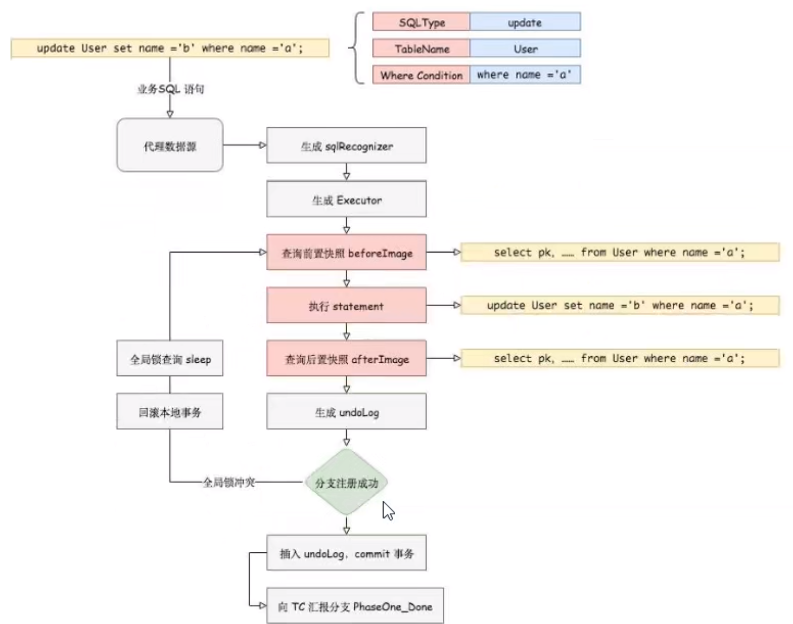 update User set name ='b' where name ='a';
SQLType update
TableName User
Where Condition where name ='a'
业务SQL 语句
代理数据源
生成 sqlRecognizer
生成 Executor
查询前置快照 beforeImage
select pk, …… from User where name ='a';
执行 statement
update User set name ='b' where name ='a';
全局锁查询 sleep
查询后置快照 afterImage
select pk, …… from User where name ='a';
回滚本地事务
生成 undoLog
全局锁冲突
分支注册成功
插入 undoLog, commit 事务
向 TC 汇报分支 PhaseOne_Done